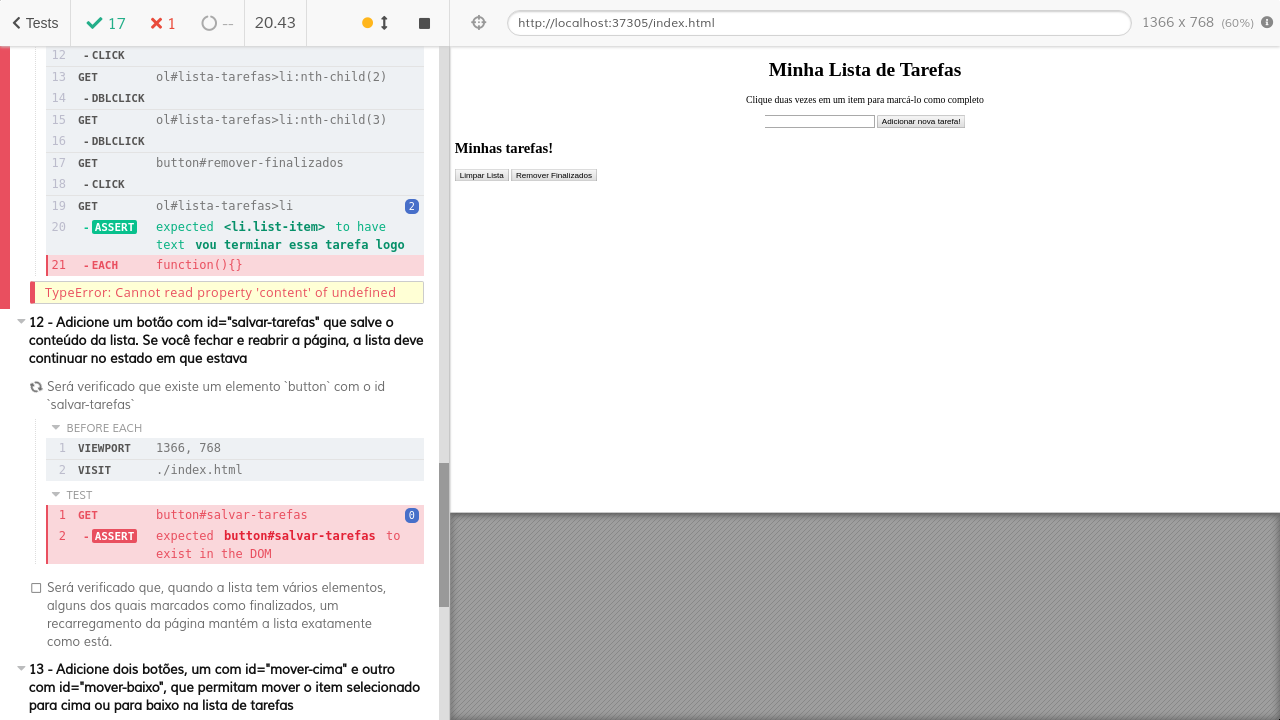 Tests 17 1 -- 20.43
12 - CLICK
13 GET ol#lista-tarefas>li:nth-child(2)
14 - DBLCLICK
15 GET ol#lista-tarefas>li:nth-child(3)
16 - DBLCLICK
17 GET button#remover-finalizados
18 - CLICK
19 GET ol#lista-tarefas>li 2
20 - ASSERT expected <li.list-item> to have
text vou terminar essa tarefa logo
21 - EACH function(){}
TypeError: Cannot read property 'content' of undefined
12 - Adicione um botão com id="salvar-tarefas" que salve o
conteúdo da lista. Se você fechar e reabrir a página, a lista deve
continuar no estado em que estava
Será verificado que existe um elemento `button` com o id
`salvar-tarefas`
BEFORE EACH
1 VIEWPORT 1366, 768
2 VISIT ./index.html
TEST
1 GET button#salvar-tarefas 0
2 - ASSERT expected button#salvar-tarefas to
exist in the DOM
Será verificado que, quando a lista tem vários elementos,
alguns dos quais marcados como finalizados, um
recarregamento da página mantém a lista exatamente
como está.
13 - Adicione dois botões, um com id="mover-cima" e outro
com id="mover-baixo", que permitam mover o item selecionado
para cima ou para baixo na lista de tarefas
http://localhost:37305/index.html 1366 x 768 (60%)
Minha Lista de Tarefas
Clique duas vezes em um item para marcá-lo como completo
Adicionar nova tarefa!
Minhas tarefas!
Limpar Lista Remover Finalizados